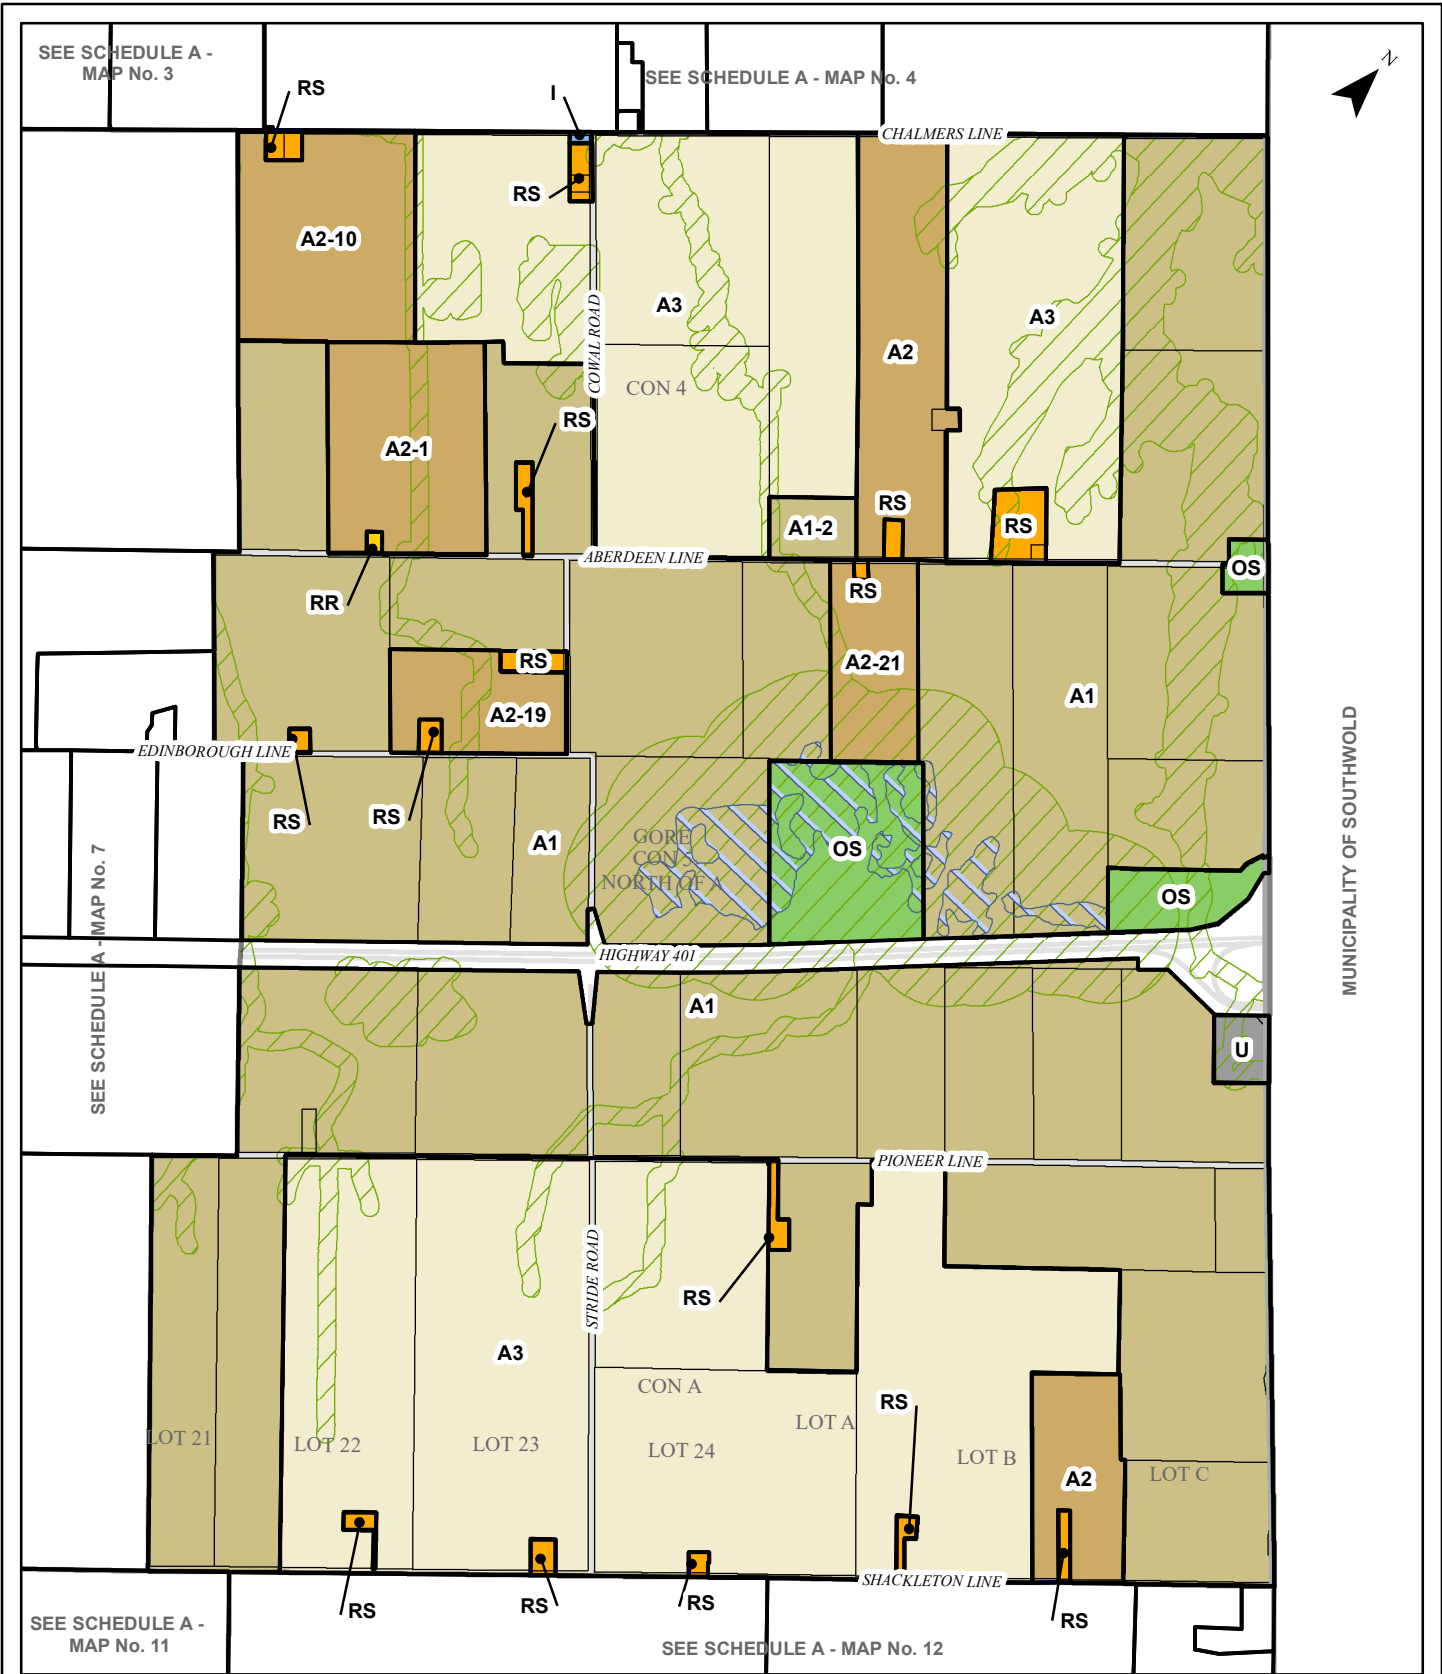 SEE SCHEDULE A -
MAP No. 3
SEE SCHEDULE A - MAP No. 4
N
RS
I
CHALMERS LINE
RS
A2-10
A3
A3
A2
COWAL ROAD
CON 4
RS
A2-1
RS
RS
A1-2
ABERDEEN LINE
OS
RS
RR
RS
A2-21
A1
A2-19
EDINBOROUGH LINE
RS
RS
A1
GORE
CON 5
NORTH OF A
OS
OS
MUNICIPALITY OF SOUTHWOLD
SEE SCHEDULE A - MAP No. 7
HIGHWAY 401
A1
U
PIONEER LINE
STRIDE ROAD
RS
A3
CON A
RS
LOT A
LOT 21
LOT 22
LOT 23
LOT 24
LOT B
A2
LOT C
SHACKLETON LINE
RS
RS
RS
RS
SEE SCHEDULE A -
MAP No. 11
SEE SCHEDULE A - MAP No. 12